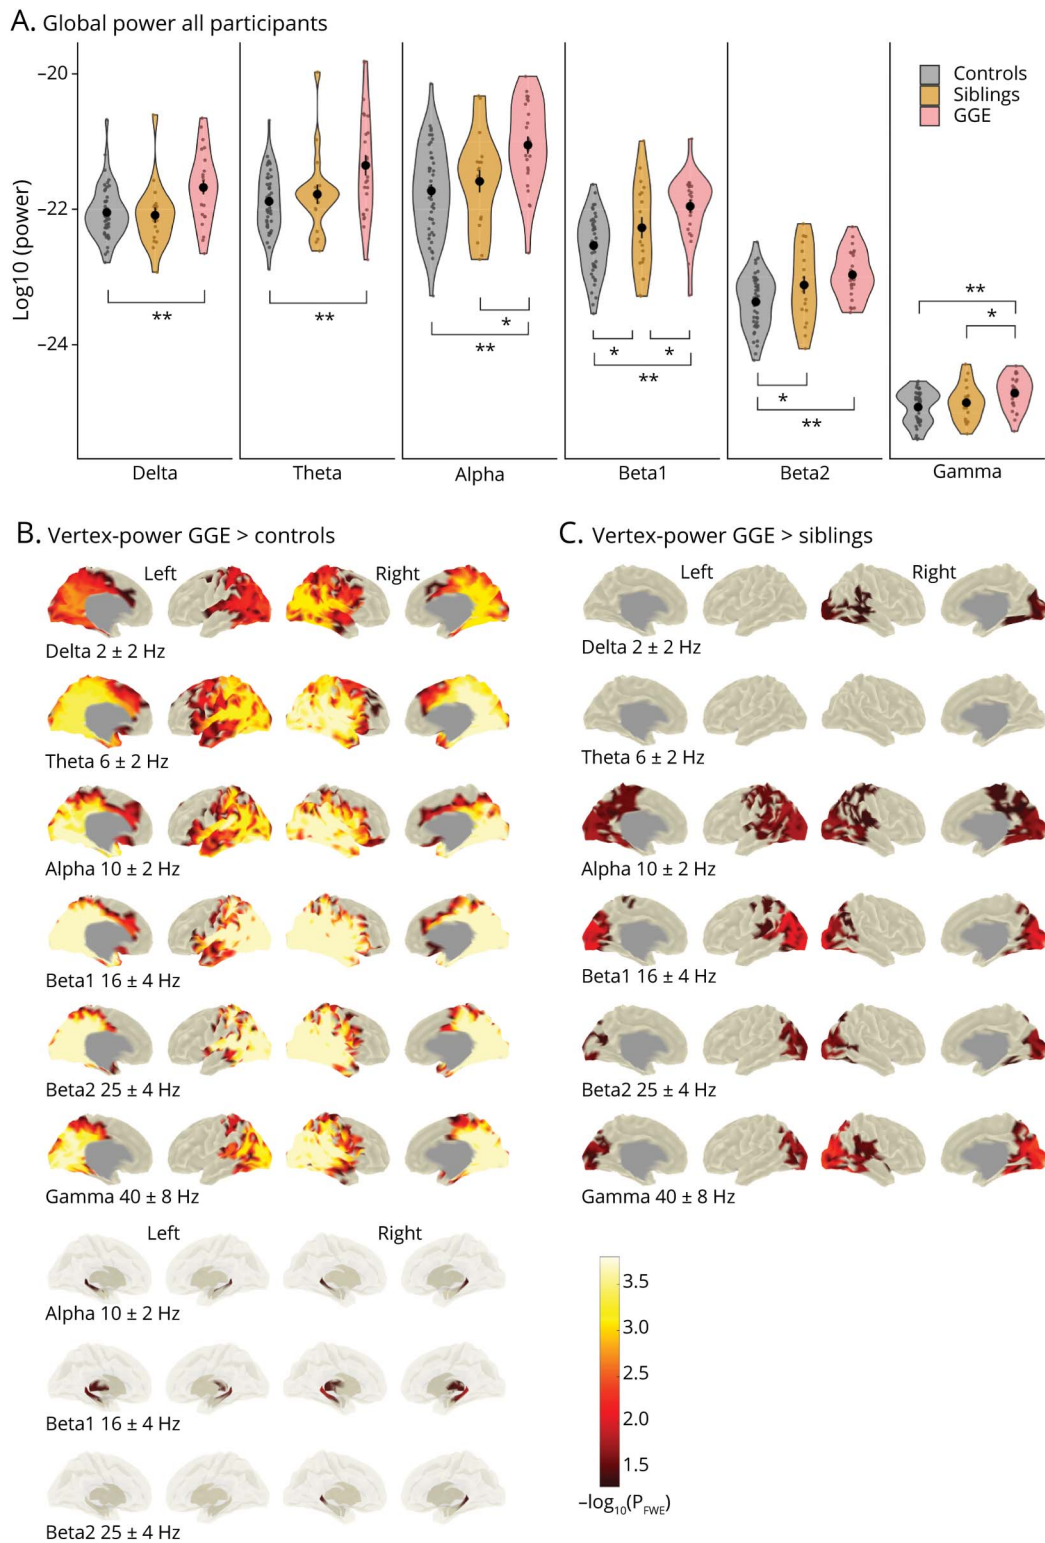 A. Global power all participants
Log10 (power)
–20
–22
–24
Controls
Siblings
GGE
**
**
*
**
*
*
**
*
**
**
*
Delta
Theta
Alpha
Beta1
Beta2
Gamma
B. Vertex-power GGE > controls
Left
Right
Delta 2 ± 2 Hz
Theta 6 ± 2 Hz
Alpha 10 ± 2 Hz
Beta1 16 ± 4 Hz
Beta2 25 ± 4 Hz
Gamma 40 ± 8 Hz
Left
Right
Alpha 10 ± 2 Hz
Beta1 16 ± 4 Hz
Beta2 25 ± 4 Hz
C. Vertex-power GGE > siblings
Left
Right
Delta 2 ± 2 Hz
Theta 6 ± 2 Hz
Alpha 10 ± 2 Hz
Beta1 16 ± 4 Hz
Beta2 25 ± 4 Hz
Gamma 40 ± 8 Hz
3.5
3.0
2.5
2.0
1.5
–log10(PFWE)